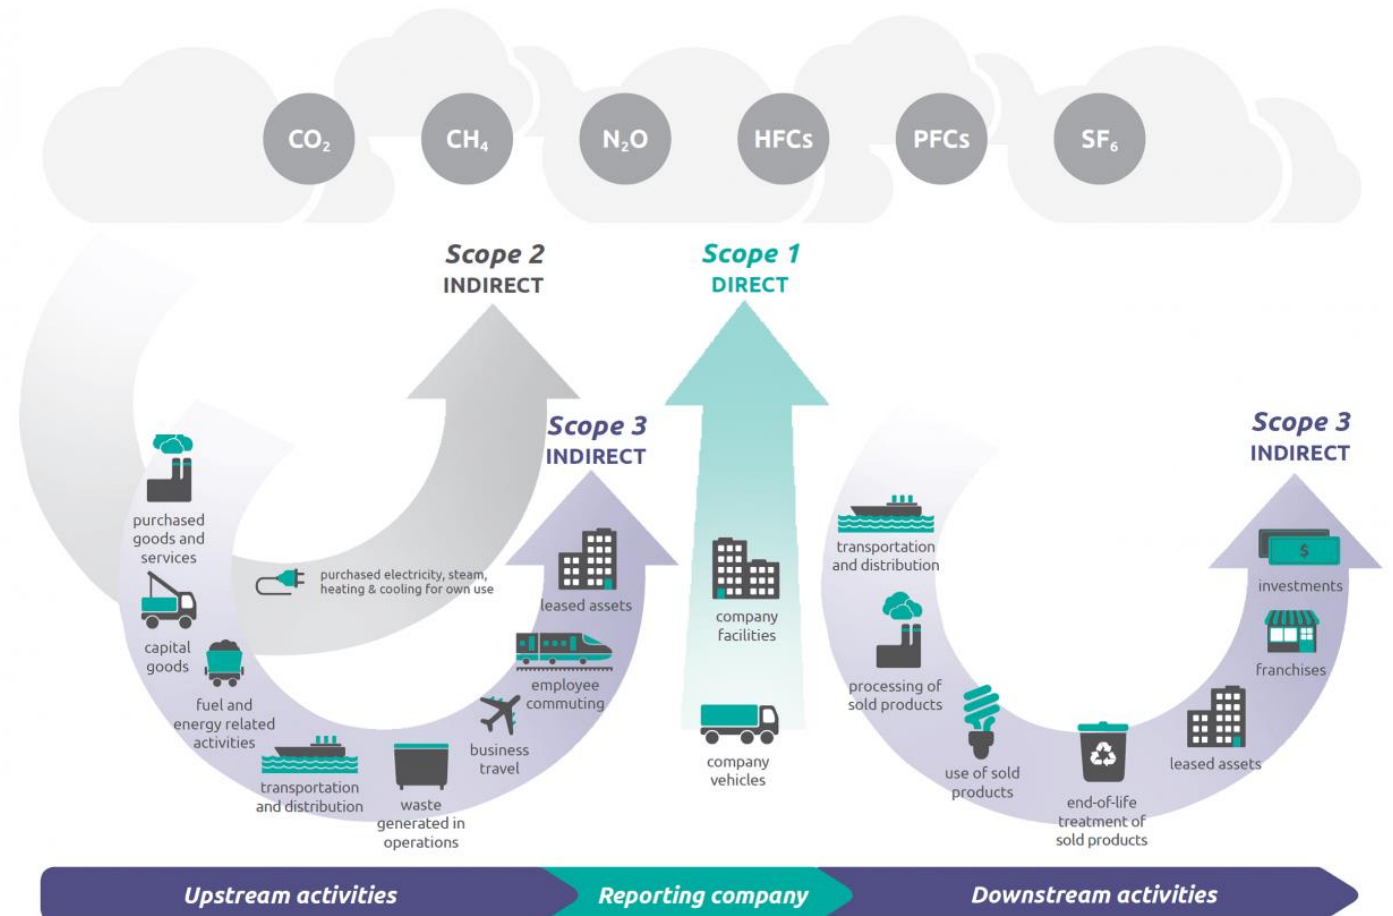 CO₂
CH₄
N₂O
HFCs
PFCs
SF₆
Scope 2
INDIRECT
Scope 1
DIRECT
Scope 3
INDIRECT
Scope 3
INDIRECT
purchased
goods and
services
capital
goods
fuel and
energy related
activities
transportation
and distribution
waste
generated in
operations
business
travel
employee
commuting
leased assets
purchased electricity, steam,
heating & cooling for own use
company
facilities
company
vehicles
transportation
and distribution
processing of
sold products
use of sold
products
end-of-life
treatment of
sold products
leased assets
franchises
$
investments
Upstream activities
Reporting company
Downstream activities